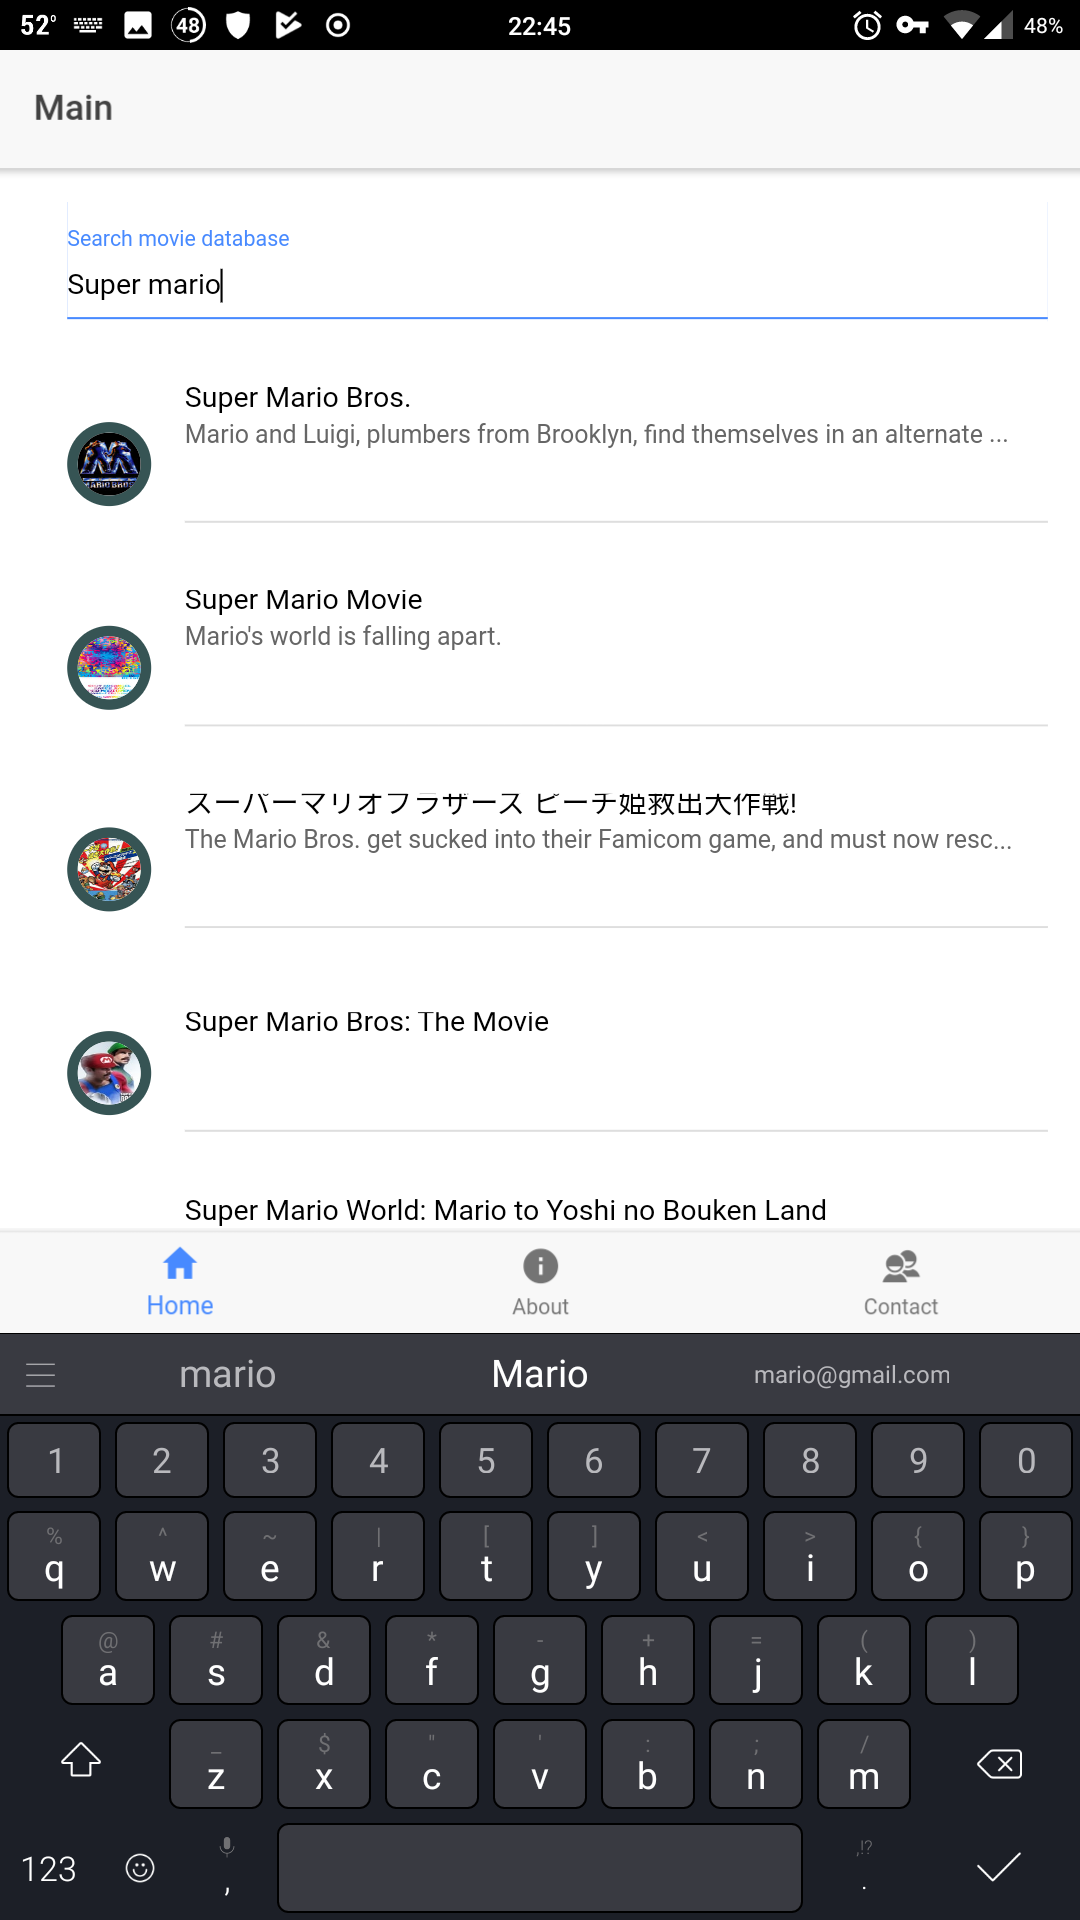 52°
48
22:45
48%
Main
Search movie database
Super mario
Super Mario Bros.
Mario and Luigi, plumbers from Brooklyn, find themselves in an alternate ...
Super Mario Movie
Mario's world is falling apart.
スーパーマリオブラザーズ ピーチ姫救出大作戦!
The Mario Bros. get sucked into their Famicom game, and must now resc...
Super Mario Bros: The Movie
Super Mario World: Mario to Yoshi no Bouken Land
Home About Contact
mario Mario mario@gmail.com
1 2 3 4 5 6 7 8 9 0
% ^ ~ | [ ] < > { }
q w e r t y u i o p
@ # & * - + = ( )
a s d f g h j k l
_ $ " ' : ; /
z x c v b n m
,!?
123 , .